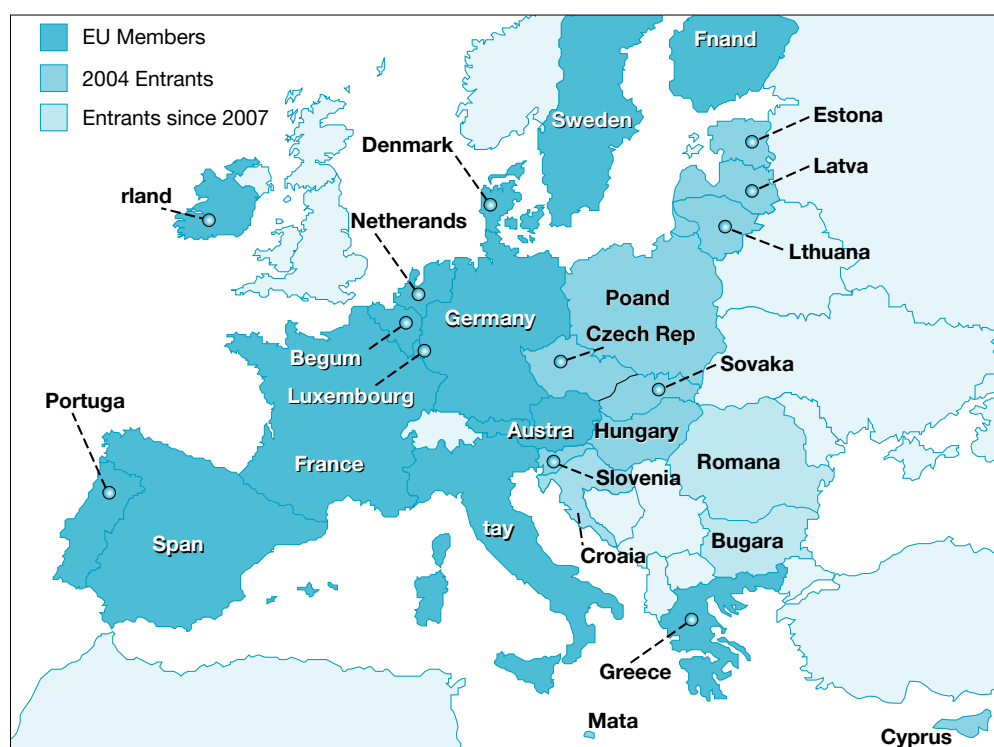 EU Members
2004 Entrants
Entrants since 2007
Fnand
Sweden
Estona
Denmark
Latva
rland
Netherands
Lthuana
Poand
Germany
Czech Rep
Begum
Sovaka
Luxembourg
Portuga
Austra
Hungary
France
Romana
Slovenia
Span
tay
Bugara
Croaia
Greece
Mata
Cyprus